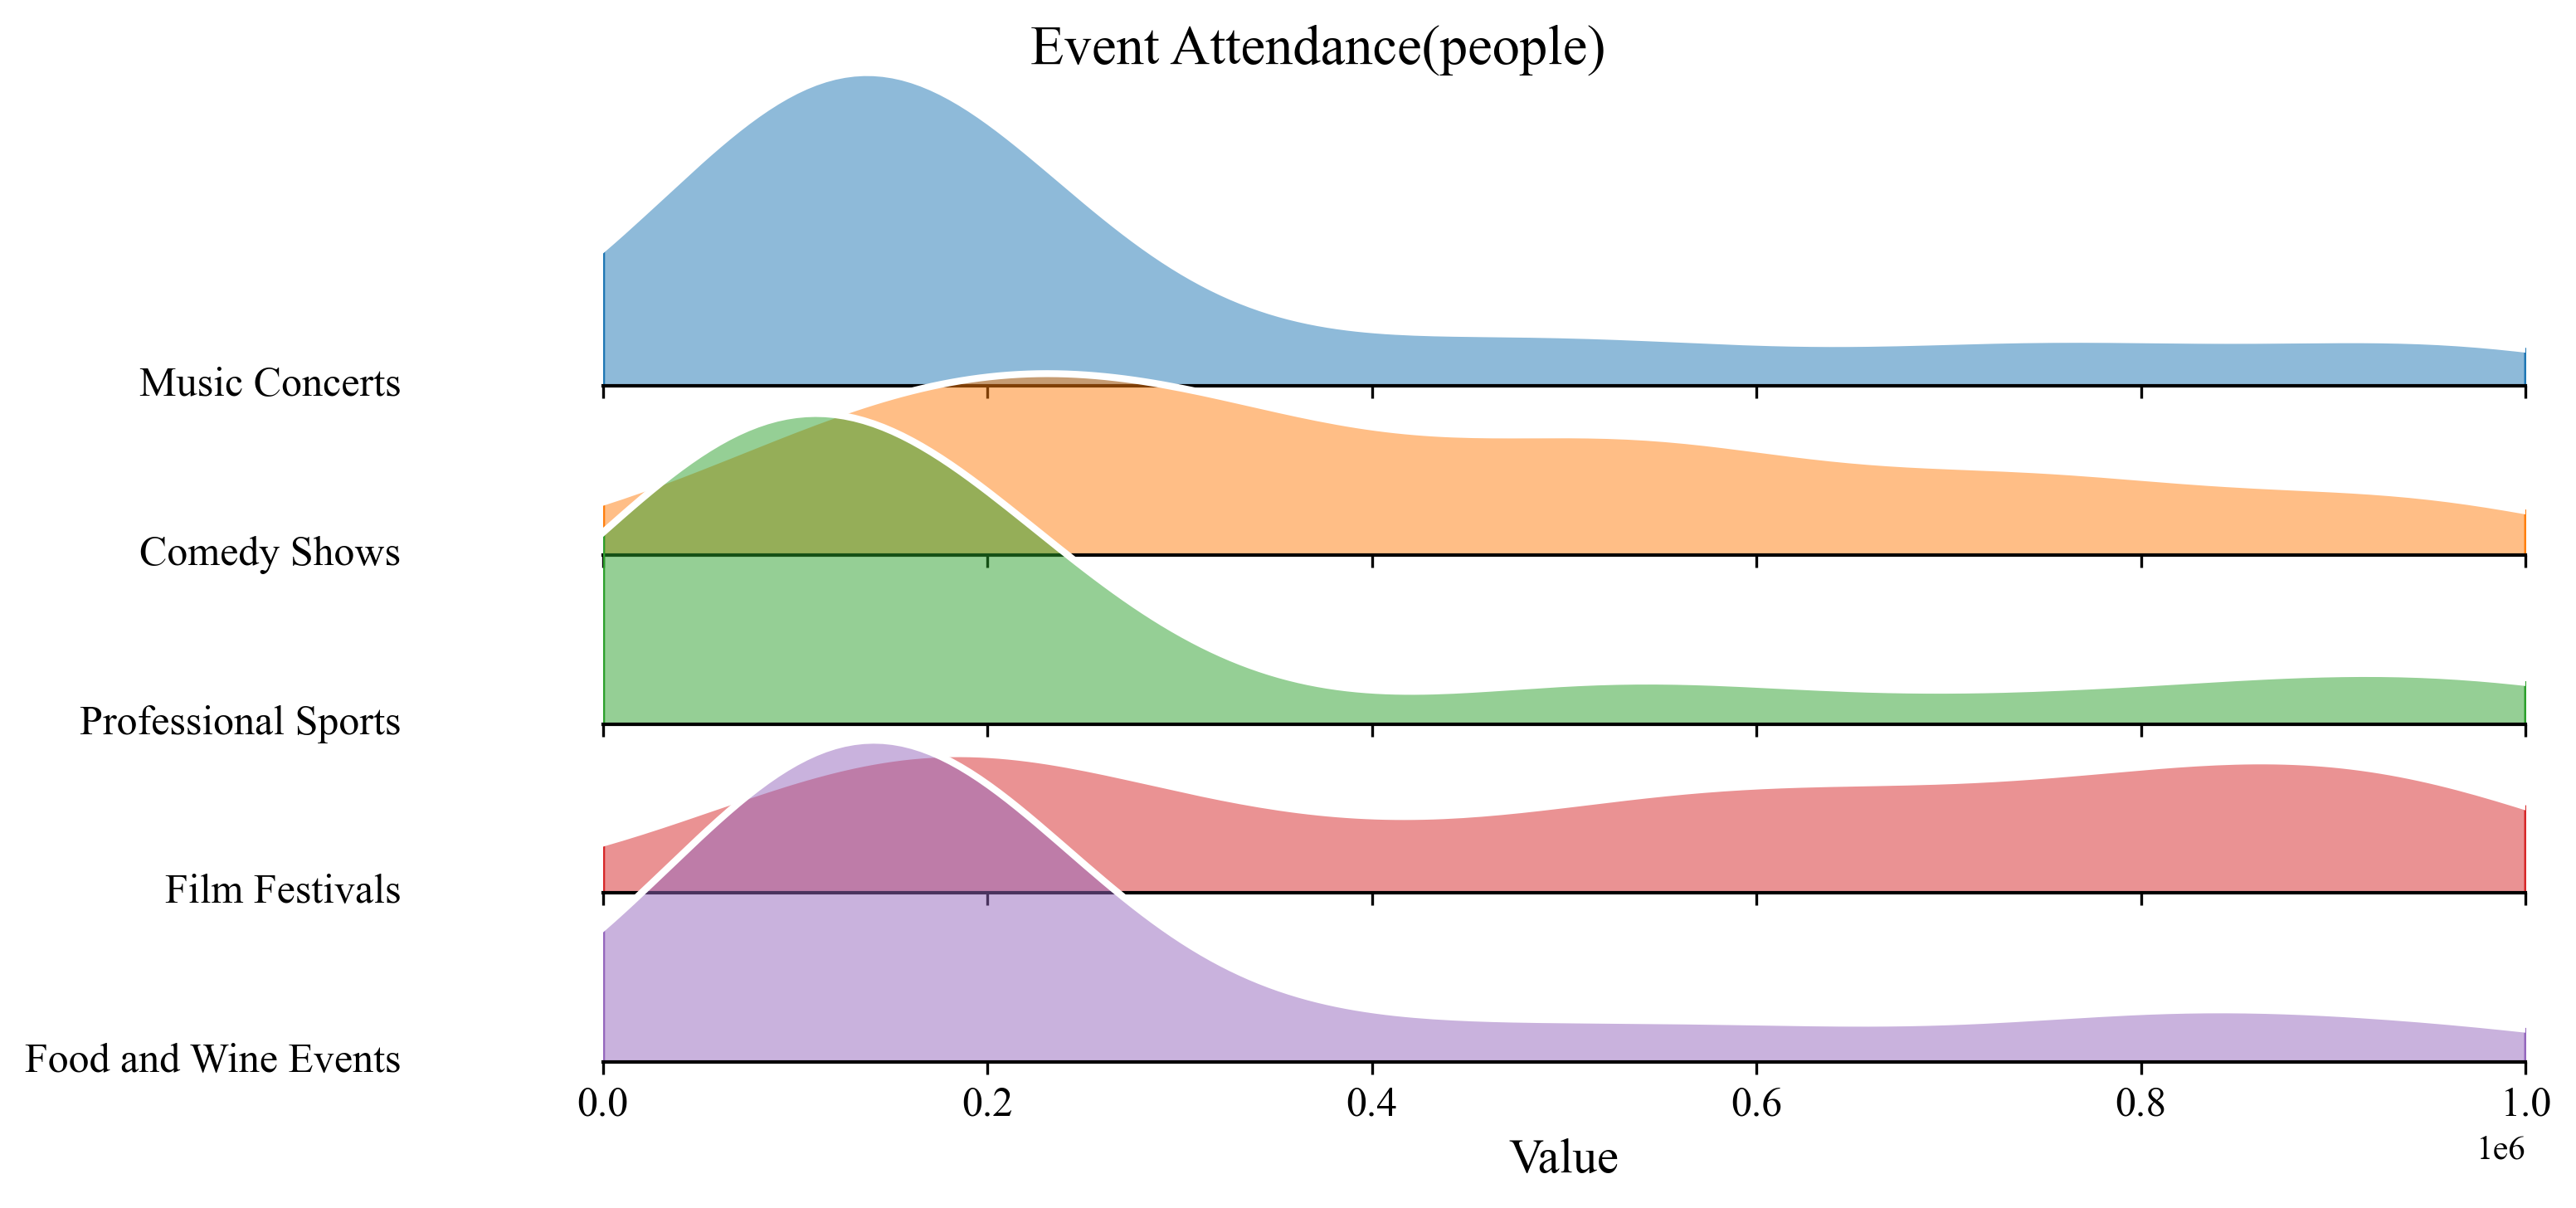 Event Attendance(people)
Music Concerts
Comedy Shows
Professional Sports
Film Festivals
Food and Wine Events
0.0 0.2 0.4 0.6 0.8 1.0
1e6
Value